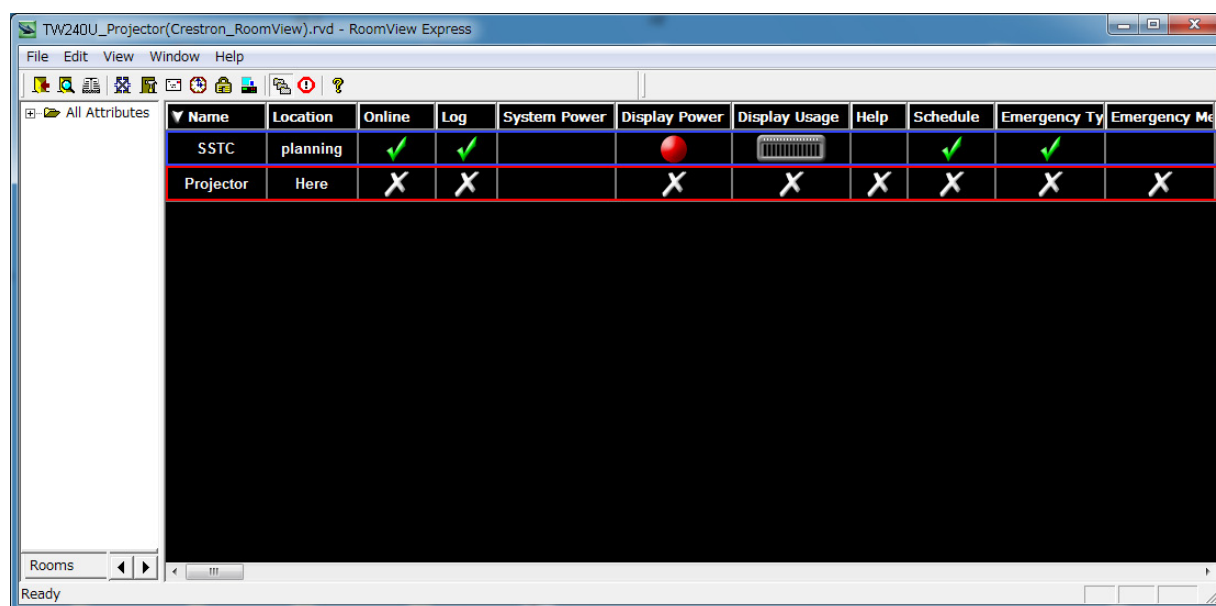 TW240U_Projector(Crestron_RoomView).rvd - RoomView Express
File Edit View Window Help
All Attributes
Name Location Online Log System Power Display Power Display Usage Help Schedule Emergency Ty Emergency Me
SSTC planning
Projector Here
Rooms
Ready